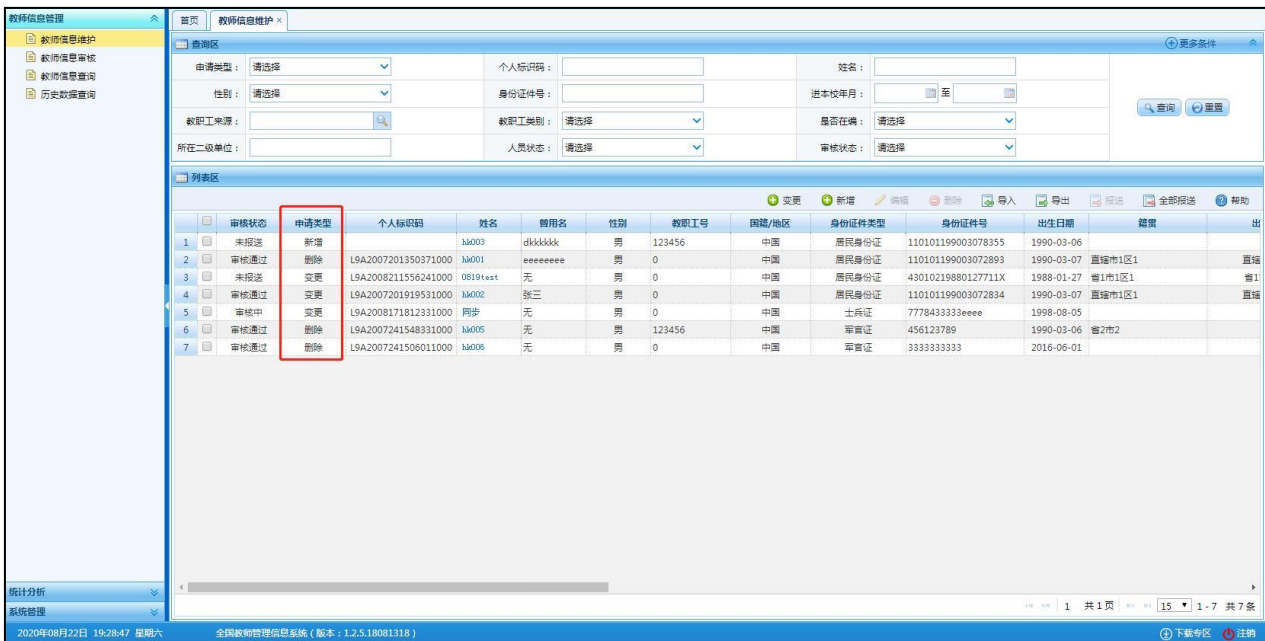 教师信息管理
教师信息维护
教师信息审核
教师信息查询
历史数据查询
统计分析
系统管理
首页 教师信息维护 ×
查询区 更多条件
申请类型： 请选择 个人标识码： 姓名：
性别： 请选择 身份证件号： 进本校年月： 至
教职工来源： 教职工类别： 请选择 是否在编： 请选择
所在二级单位： 人员状态： 请选择 审核状态： 请选择
查询 重置
列表区
变更 新增 编辑 删除 导入 导出 报送 全部报送 帮助
审核状态 申请类型 个人标识码 姓名 曾用名 性别 教职工号 国籍/地区 身份证件类型 身份证件号 出生日期 籍贯 出
1 未报送 新增 hk003 dkkkkkk 男 123456 中国 居民身份证 110101199003078355 1990-03-06
2 审核通过 删除 L9A2007201350371000 hk001 eeeeeeee 男 0 中国 居民身份证 110101199003072893 1990-03-07 直辖市1区1 直辖
3 未报送 变更 L9A2008211556241000 0819test 无 男 0 中国 居民身份证 43010219880127711X 1988-01-27 省1市1区1 省1
4 审核通过 变更 L9A2007201919531000 hk002 张三 男 0 中国 居民身份证 110101199003072834 1990-03-07 直辖市1区1 直辖
5 审核中 变更 L9A2008171812331000 同步 无 男 0 中国 士兵证 7778433333eeee 1998-08-05
6 审核通过 删除 L9A2007241548331000 hk005 无 男 123456 中国 军官证 456123789 1990-03-06 省2市2
7 审核通过 删除 L9A2007241506011000 hk006 无 男 0 中国 军官证 3333333333 2016-06-01
1 共1页 15 1 - 7 共7条
2020年08月22日 19:28:47 星期六 全国教师管理信息系统 ( 版本：1.2.5.18081318 ) 下载专区 注销